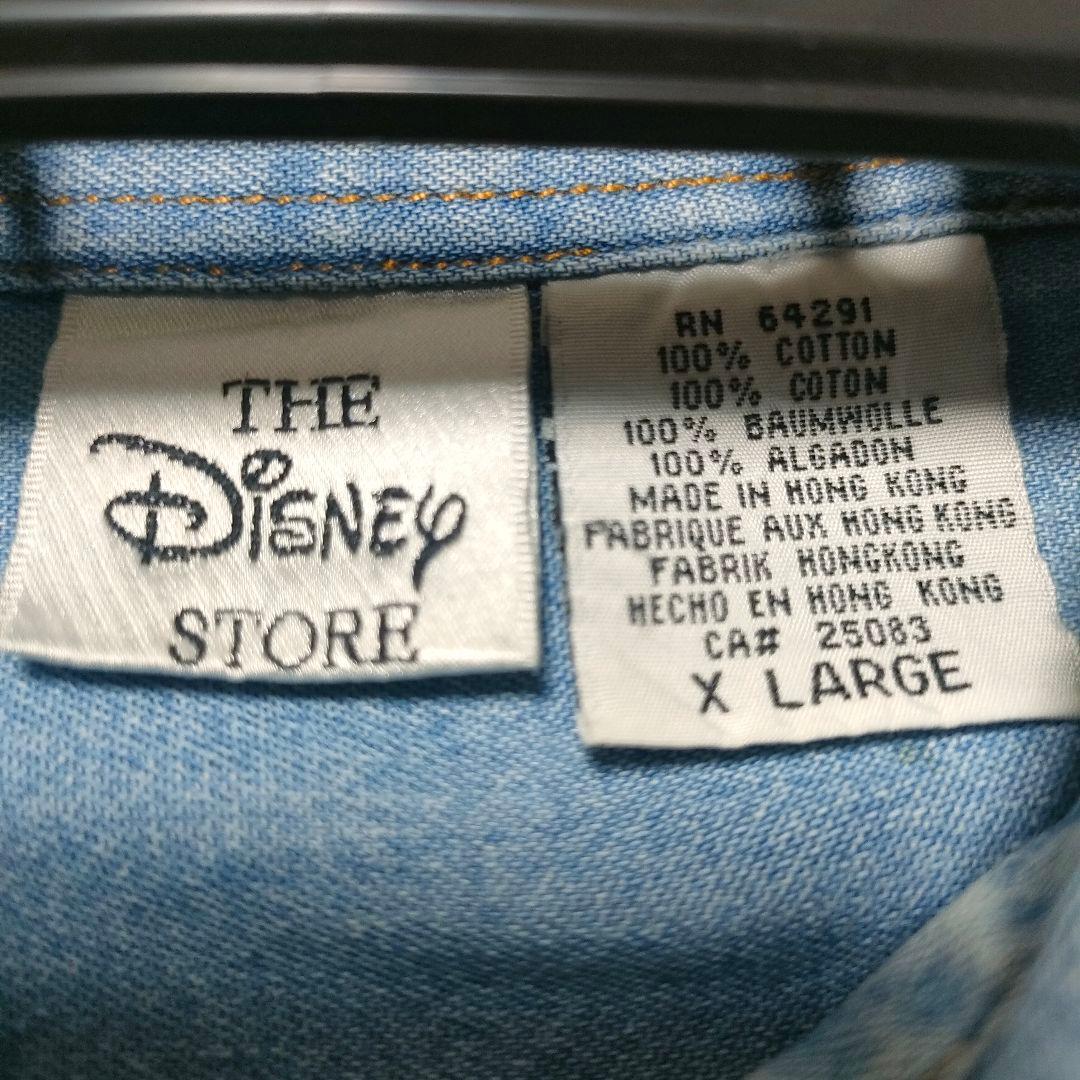 THE
Disney
STORE
RN 64291
100% COTTON
100% COTON
100% BAUMWOLLE
100% ALGADON
MADE IN HONG KONG
FABRIQUE AUX HONG KONG
FABRIK HONGKONG
HECHO EN HONG KONG
CA# 25083
X LARGE